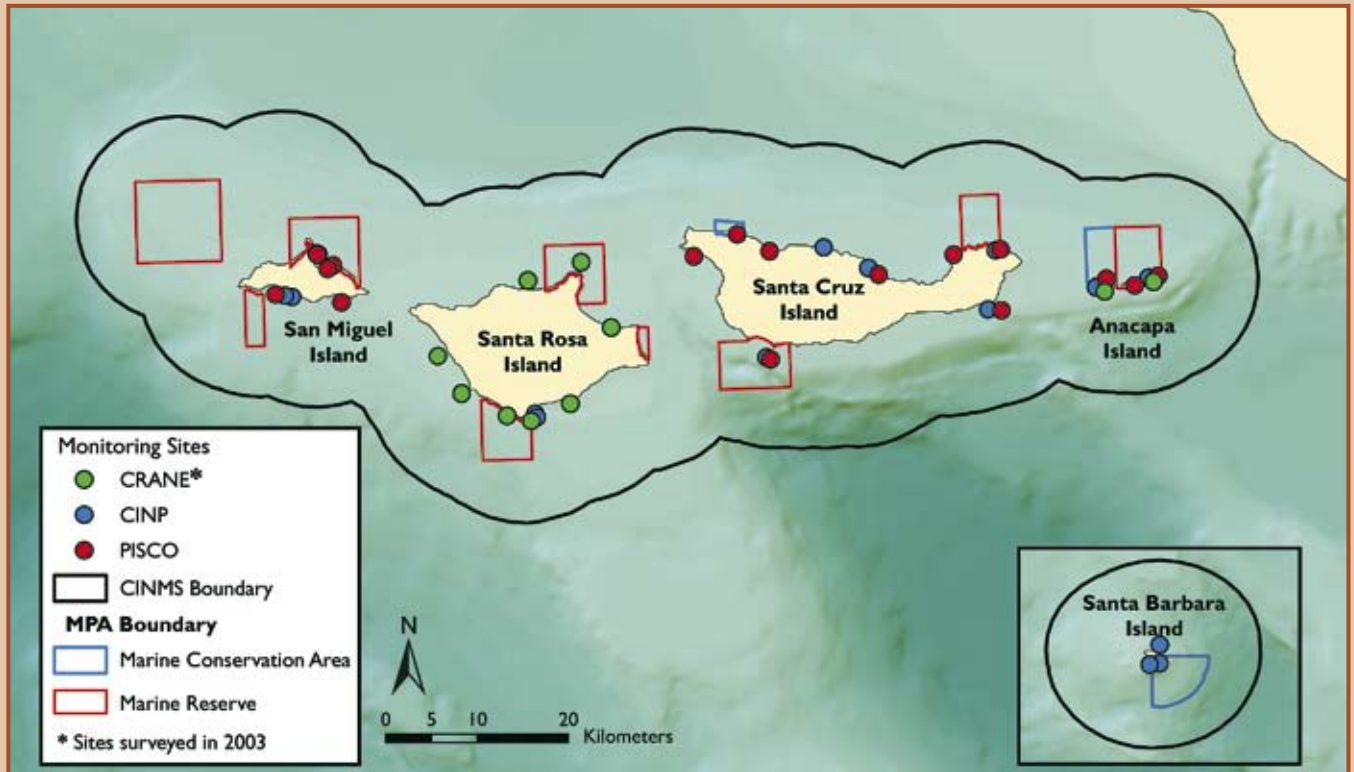 San Miguel
Island
Santa Rosa
Island
Santa Cruz
Island
Anacapa
Island
Monitoring Sites
CRANE*
CINP
PISCO
CINMS Boundary
MPA Boundary
Marine Conservation Area
Marine Reserve
* Sites surveyed in 2003
N
0 5 10 20
Kilometers
Santa Barbara
Island